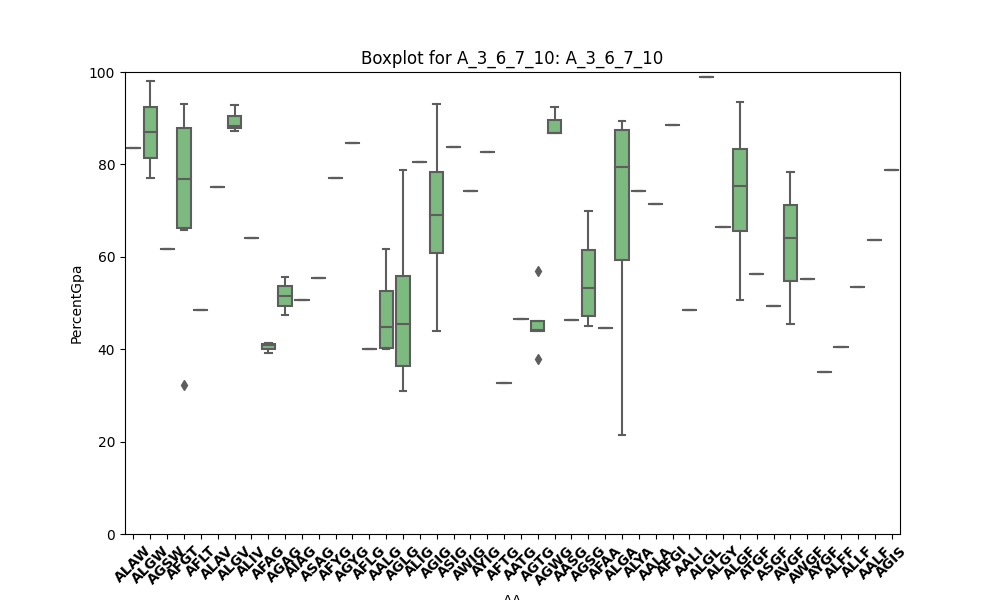 Boxplot for A_3_6_7_10: A_3_6_7_10
100
80
60
40
20
0
PercentGpa
ALAW
ALGW
AGSW
AFGT
AFLT
ALAV
ALGV
ALIV
AFAG
AGAG
AIAG
ASAG
AFYG
AGYG
AFLG
AALG
AGLG
ALIG
AGIG
ASIG
AWIG
AYIG
AFTG
AATG
AGTG
AGWG
AASG
AGSG
AFAA
ALGA
ALYA
AALA
AFGI
AALI
ALGL
ALGY
ALGF
ATGF
ASGF
AVGF
AWGF
AYGF
ALFF
ALLF
AALF
AGIS